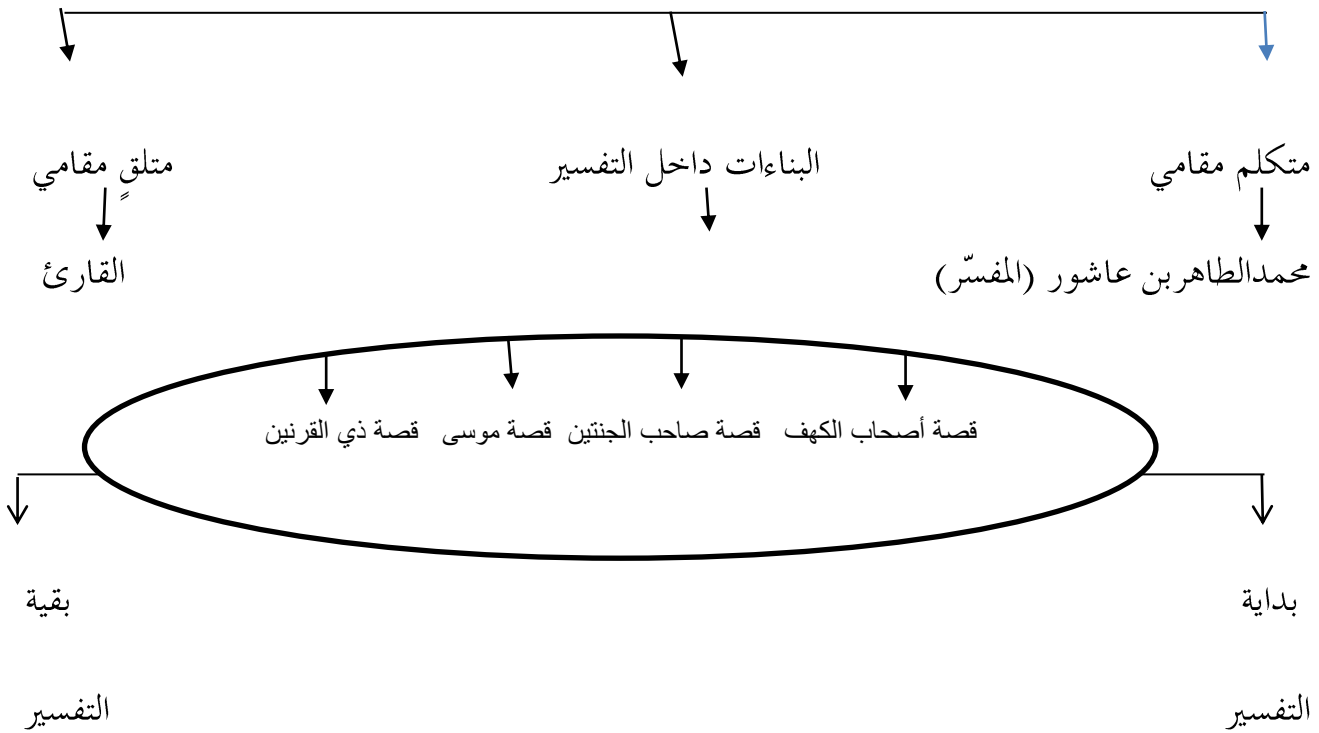 متكلم مقامي البناءات داخل التفسير متلقٍ مقامي
محمدالطاهربن عاشور (المفسّر) القارئ
قصة أصحاب الكهف قصة صاحب الجنتين قصة موسى قصة ذي القرنين
بداية بقية
التفسير التفسير